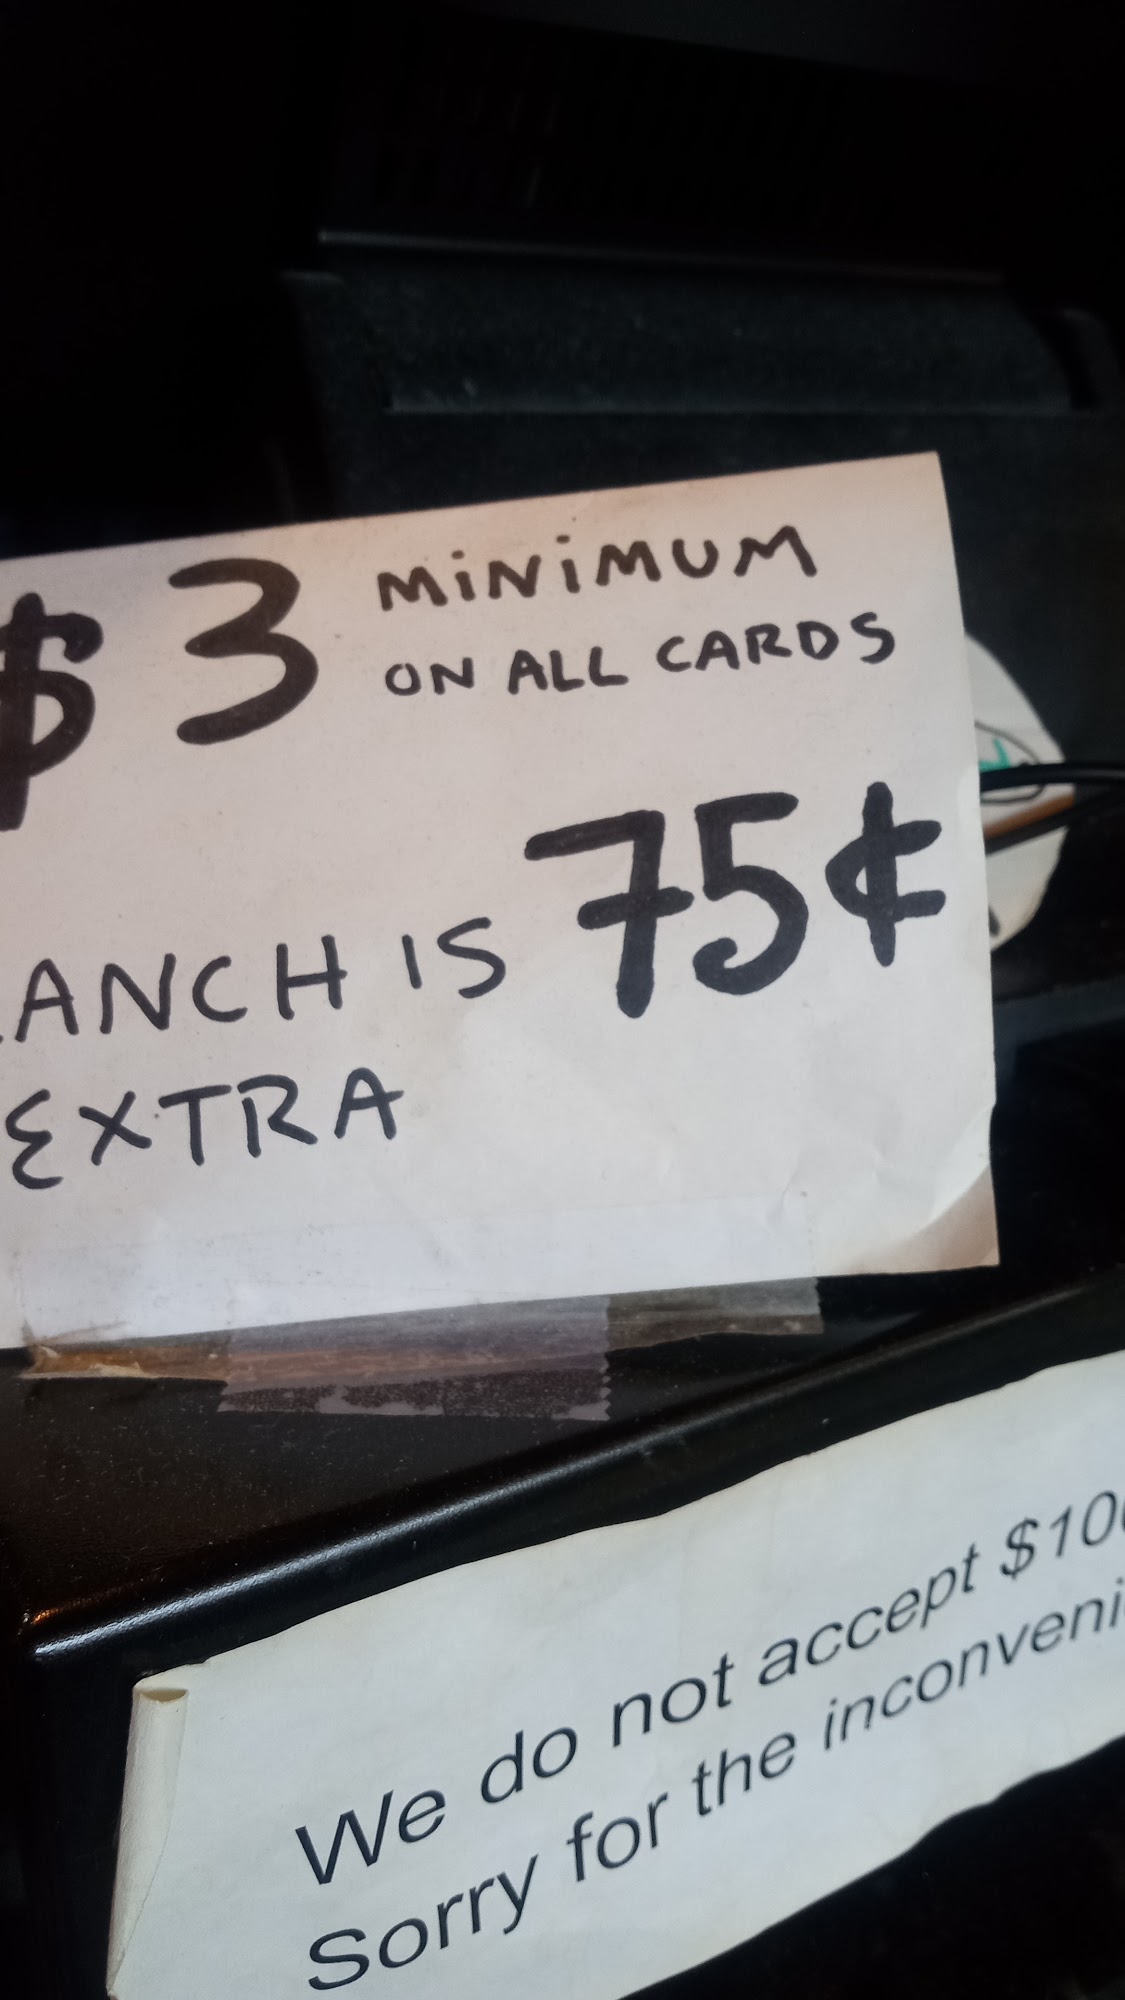 $3 MINIMUM
ON ALL CARDS
ANCH IS 75¢
EXTRA
We do not accept $10
Sorry for the inconveni